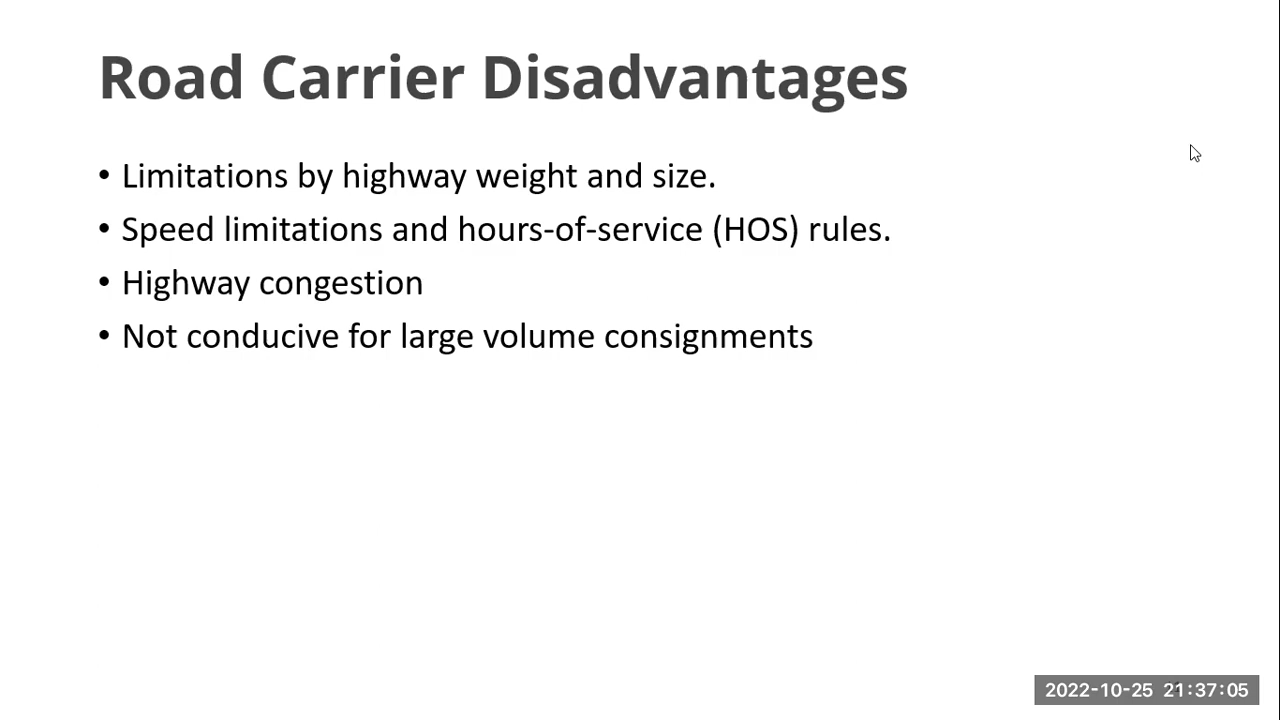 Road Carrier Disadvantages
• Limitations by highway weight and size.
• Speed limitations and hours-of-service (HOS) rules.
• Highway congestion
• Not conducive for large volume consignments
2022-10-25 21:37:05